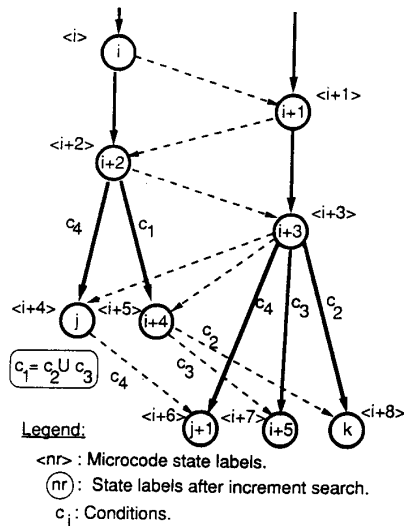 <i>
i
<i+1>
i+1
<i+2>
i+2
<i+3>
i+3
c4
c1
<i+4>
j
<i+5>
i+4
c4
c3
c2
c2
c1 = c2 U c3
c4
c3
<i+6>
j+1
<i+7>
i+5
<i+8>
k
Legend:
<nr> : Microcode state labels.
nr : State labels after increment search.
ci : Conditions.